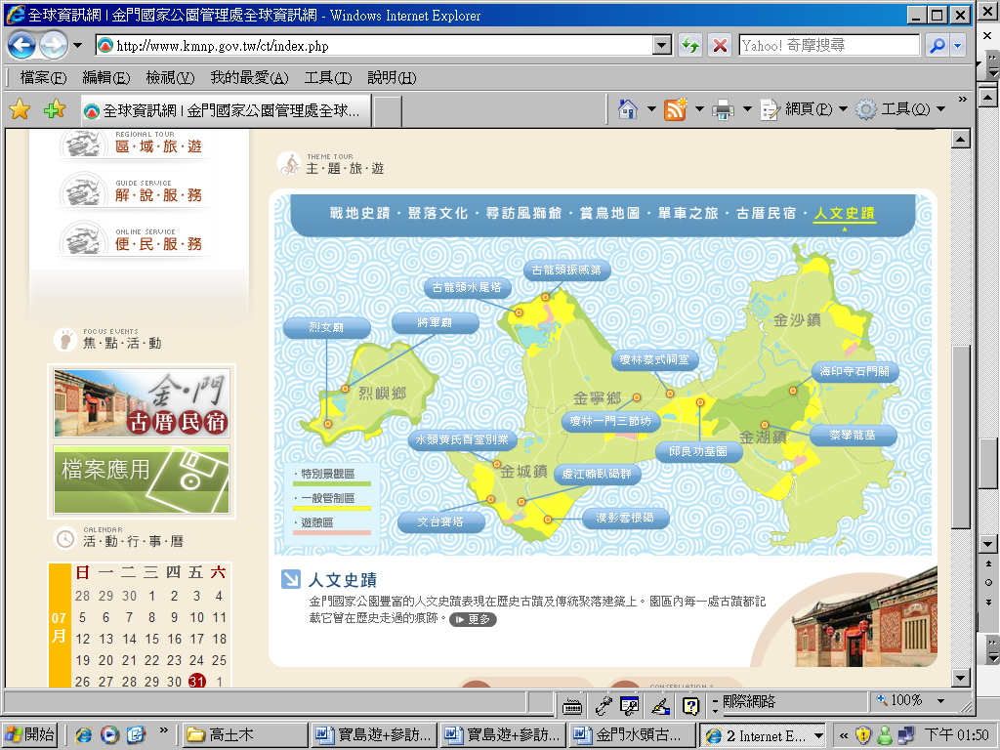 全球資訊網 | 金門國家公園管理處全球資訊網 - Windows Internet Explorer
http://www.kmnp.gov.tw/ct/index.php
Yahoo! 奇摩搜尋
檔案(F) 編輯(E) 檢視(V) 我的最愛(A) 工具(T) 說明(H)
全球資訊網 | 金門國家公園管理處全球...
網頁(P) 工具(O) »
REGIONAL TOUR
區·域·旅·遊
GUIDE SERVICE
解·說·服·務
ONLINE SERVICE
便·民·服·務
FOCUS EVENTS
焦·點·活·動
金·門
古厝民宿
檔案應用
CALENDAR
活·動·行·事·曆
07
月
日 一 二 三 四 五 六
28 29 30 1 2 3 4
5 6 7 8 9 10 11
12 13 14 15 16 17 18
19 20 21 22 23 24 25
26 27 28 29 30 31 1
THEME TOUR
主·題·旅·遊
戰地史蹟·聚落文化·尋訪風獅爺·賞鳥地圖·單車之旅·古厝民宿·人文史蹟
古龍頭振威第
古龍頭水尾塔
烈女廟
將軍廟
金沙鎮
瓊林蔡式祠堂
海印寺石門關
烈嶼鄉
金寧鄉
瓊林一門三節坊
金湖鎮
蔡攀龍墓
水頭黃氏酉堂別業
邱良功墓園
金城鎮
虛江嘯臥碣群
文台寶塔
漢影雲根碣
·特別景觀區
·一般管制區
·遊憩區
人文史蹟
金門國家公園豐富的人文史蹟表現在歷史古蹟及傳統聚落建築上。園區內每一處古蹟都記
載它曾在歷史走過的痕跡。 更多
網際網路
100%
開始
»
高土木
寶島遊+參訪...
寶島遊+參訪...
金門水頭古...
2 Internet E...
«
下午 01:50